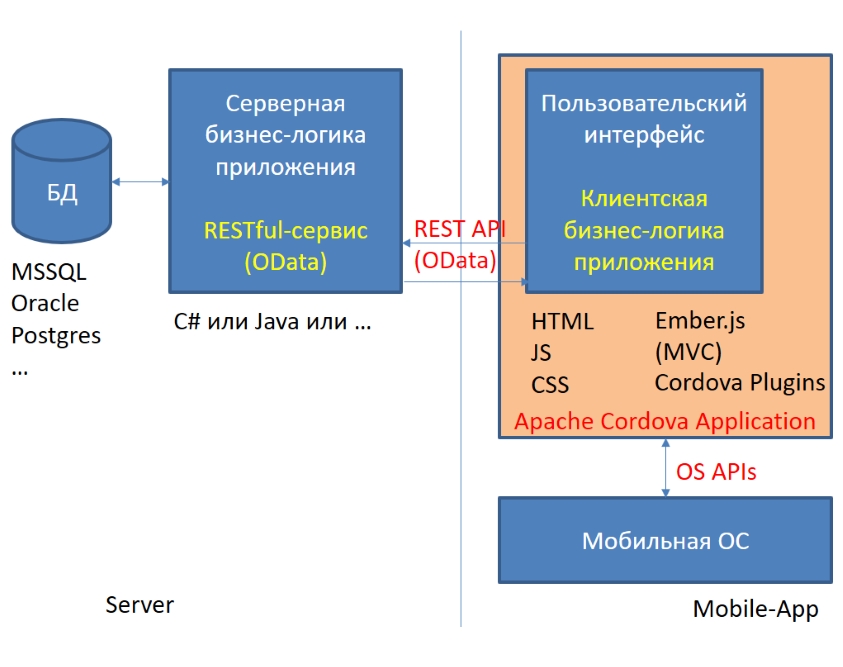 БД
MSSQL
Oracle
Postgres
...
Серверная
бизнес-логика
приложения
RESTful-сервис
(OData)
C# или Java или ...
REST API
(OData)
Пользовательский
интерфейс
Клиентская
бизнес-логика
приложения
HTML
JS
CSS
Ember.js
(MVC)
Cordova Plugins
Apache Cordova Application
OS APIs
Мобильная ОС
Server
Mobile-App